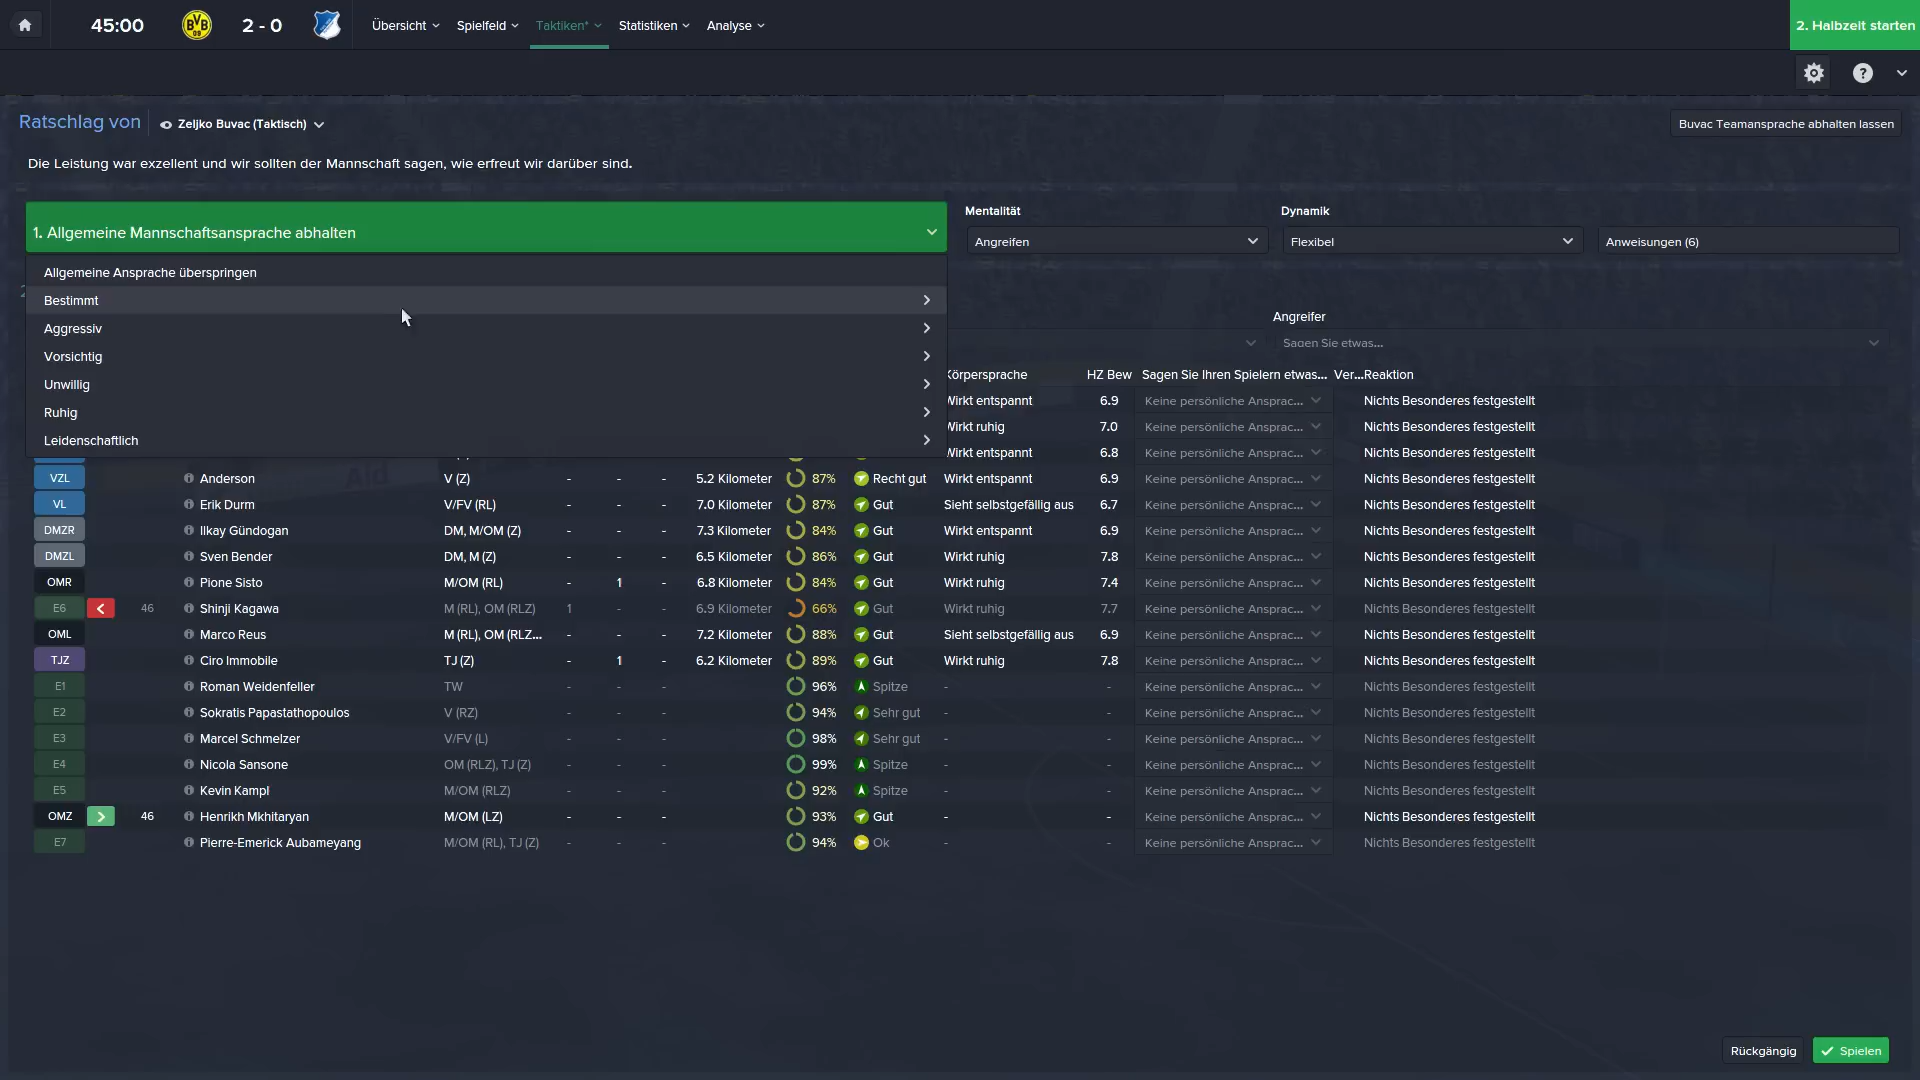 45:00 2 - 0 Übersicht Spielfeld Taktiken* Statistiken Analyse 2. Halbzeit starten
Ratschlag von Zeljko Buvac (Taktisch) Buvac Teamansprache abhalten lassen
Die Leistung war exzellent und wir sollten der Mannschaft sagen, wie erfreut wir darüber sind.
Mentalität Dynamik
1. Allgemeine Mannschaftsansprache abhalten Angreifen Flexibel Anweisungen (6)
Allgemeine Ansprache überspringen
Bestimmt
Angreifer
Aggressiv
Sagen Sie etwas...
Vorsichtig
Körpersprache HZ Bew Sagen Sie Ihren Spielern etwas... Ver... Reaktion
Unwillig
Wirkt entspannt 6.9 Keine persönliche Ansprac... Nichts Besonderes festgestellt
Ruhig
Wirkt ruhig 7.0 Keine persönliche Ansprac... Nichts Besonderes festgestellt
Leidenschaftlich
Wirkt entspannt 6.8 Keine persönliche Ansprac... Nichts Besonderes festgestellt
VZL Anderson V (Z) - - - 5.2 Kilometer 87% Recht gut Wirkt entspannt 6.9 Keine persönliche Ansprac... Nichts Besonderes festgestellt
VL Erik Durm V/FV (RL) - - - 7.0 Kilometer 87% Gut Sieht selbstgefällig aus 6.7 Keine persönliche Ansprac... Nichts Besonderes festgestellt
DMZR Ilkay Gündogan DM, M/OM (Z) - - - 7.3 Kilometer 84% Gut Wirkt entspannt 6.9 Keine persönliche Ansprac... Nichts Besonderes festgestellt
DMZL Sven Bender DM, M (Z) - - - 6.5 Kilometer 86% Gut Wirkt ruhig 7.8 Keine persönliche Ansprac... Nichts Besonderes festgestellt
OMR Pione Sisto M/OM (RL) - 1 - 6.8 Kilometer 84% Gut Wirkt ruhig 7.4 Keine persönliche Ansprac... Nichts Besonderes festgestellt
E6 46 Shinji Kagawa M (RL), OM (RLZ) 1 - - 6.9 Kilometer 66% Gut Wirkt ruhig 7.7 Keine persönliche Ansprac... Nichts Besonderes festgestellt
OML Marco Reus M (RL), OM (RLZ... - - - 7.2 Kilometer 88% Gut Sieht selbstgefällig aus 6.9 Keine persönliche Ansprac... Nichts Besonderes festgestellt
TJZ Ciro Immobile TJ (Z) - 1 - 6.2 Kilometer 89% Gut Wirkt ruhig 7.8 Keine persönliche Ansprac... Nichts Besonderes festgestellt
E1 Roman Weidenfeller TW - - - 96% Spitze - - Keine persönliche Ansprac... Nichts Besonderes festgestellt
E2 Sokratis Papastathopoulos V (RZ) - - - 94% Sehr gut - - Keine persönliche Ansprac... Nichts Besonderes festgestellt
E3 Marcel Schmelzer V/FV (L) - - - 98% Sehr gut - - Keine persönliche Ansprac... Nichts Besonderes festgestellt
E4 Nicola Sansone OM (RLZ), TJ (Z) - - - 99% Spitze - - Keine persönliche Ansprac... Nichts Besonderes festgestellt
E5 Kevin Kampl M/OM (RLZ) - - - 92% Spitze - - Keine persönliche Ansprac... Nichts Besonderes festgestellt
OMZ 46 Henrikh Mkhitaryan M/OM (LZ) - - - 93% Gut - - Keine persönliche Ansprac... Nichts Besonderes festgestellt
E7 Pierre-Emerick Aubameyang M/OM (RL), TJ (Z) - - - 94% Ok - - Keine persönliche Ansprac... Nichts Besonderes festgestellt
Rückgängig Spielen